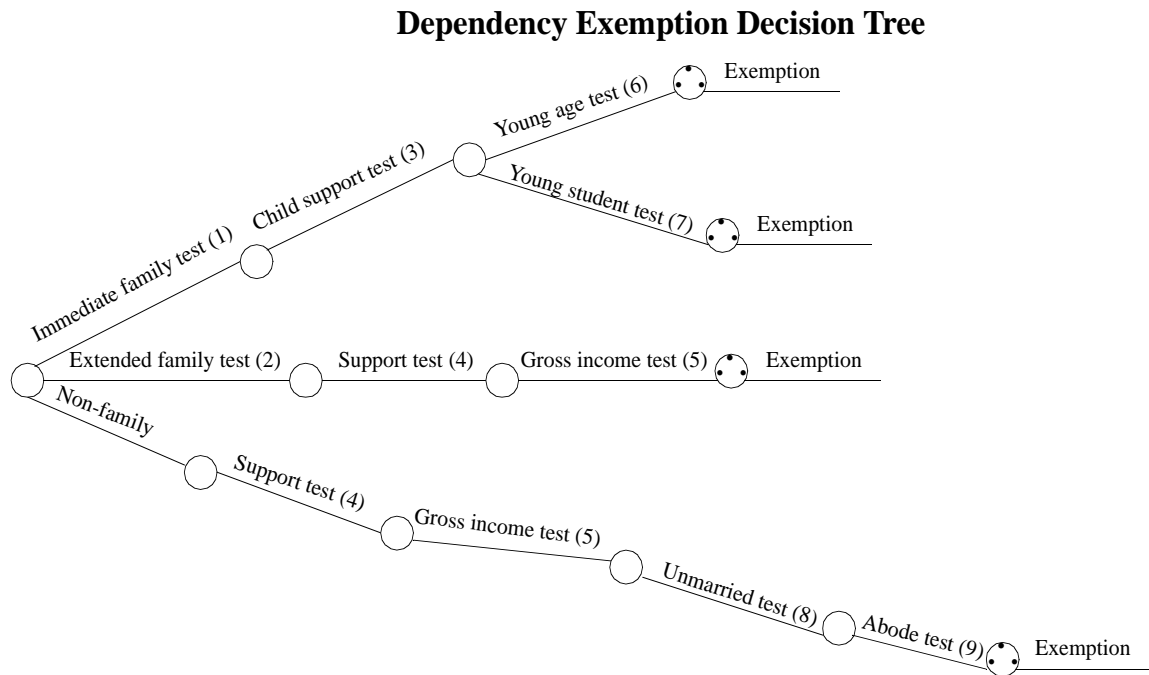 Dependency Exemption Decision Tree
Exemption
Young age test (6)
Child support test (3)
Young student test (7)
Exemption
Immediate family test (1)
Extended family test (2)
Support test (4)
Gross income test (5)
Exemption
Non-family
Support test (4)
Gross income test (5)
Unmarried test (8)
Abode test (9)
Exemption